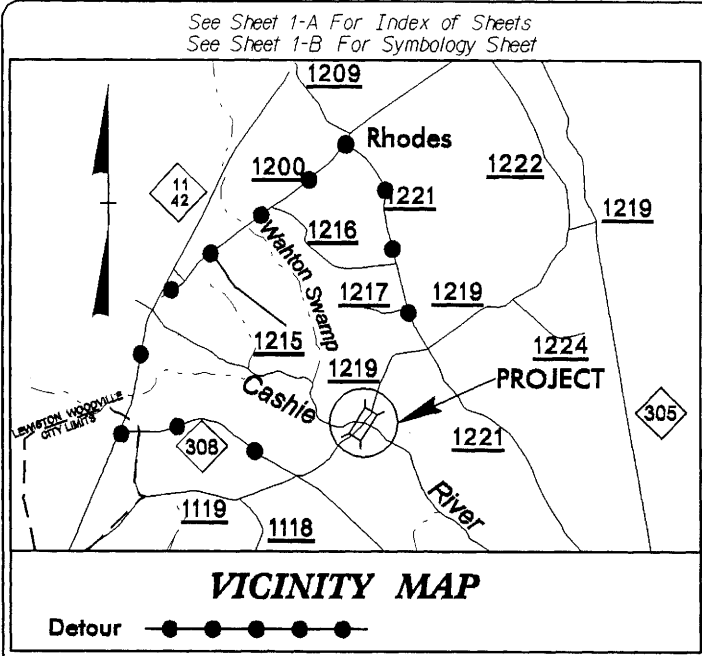 See Sheet 1-A For Index of Sheets
See Sheet 1-B For Symbology Sheet
1209
Rhodes
1200
1222
11
42
1221
1219
1216
Wahton Swamp
1217
1219
1215
1219
1224
PROJECT
Cashie
LEWISTON WOODVILLE
CITY LIMITS
305
308
1221
River
1119
1118
VICINITY MAP
Detour